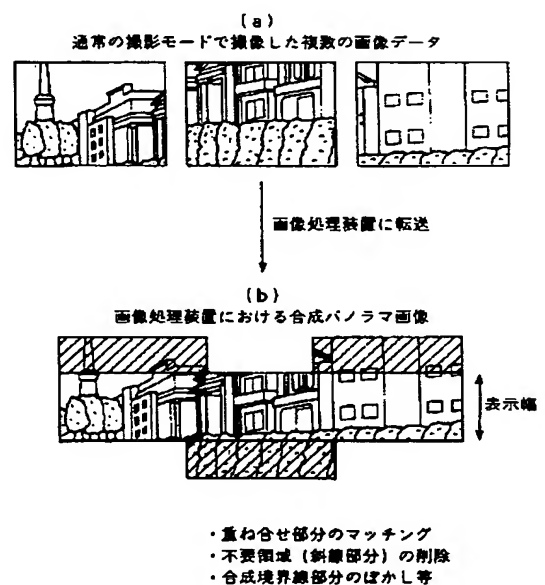 (a)
通常の撮影モードで撮像した複数の画像データ
画像処理装置に転送
(b)
画像処理装置における合成パノラマ画像
表示幅
・重ね合せ部分のマッチング
・不要領域（斜線部分）の削除
・合成境界線部分のぼかし等